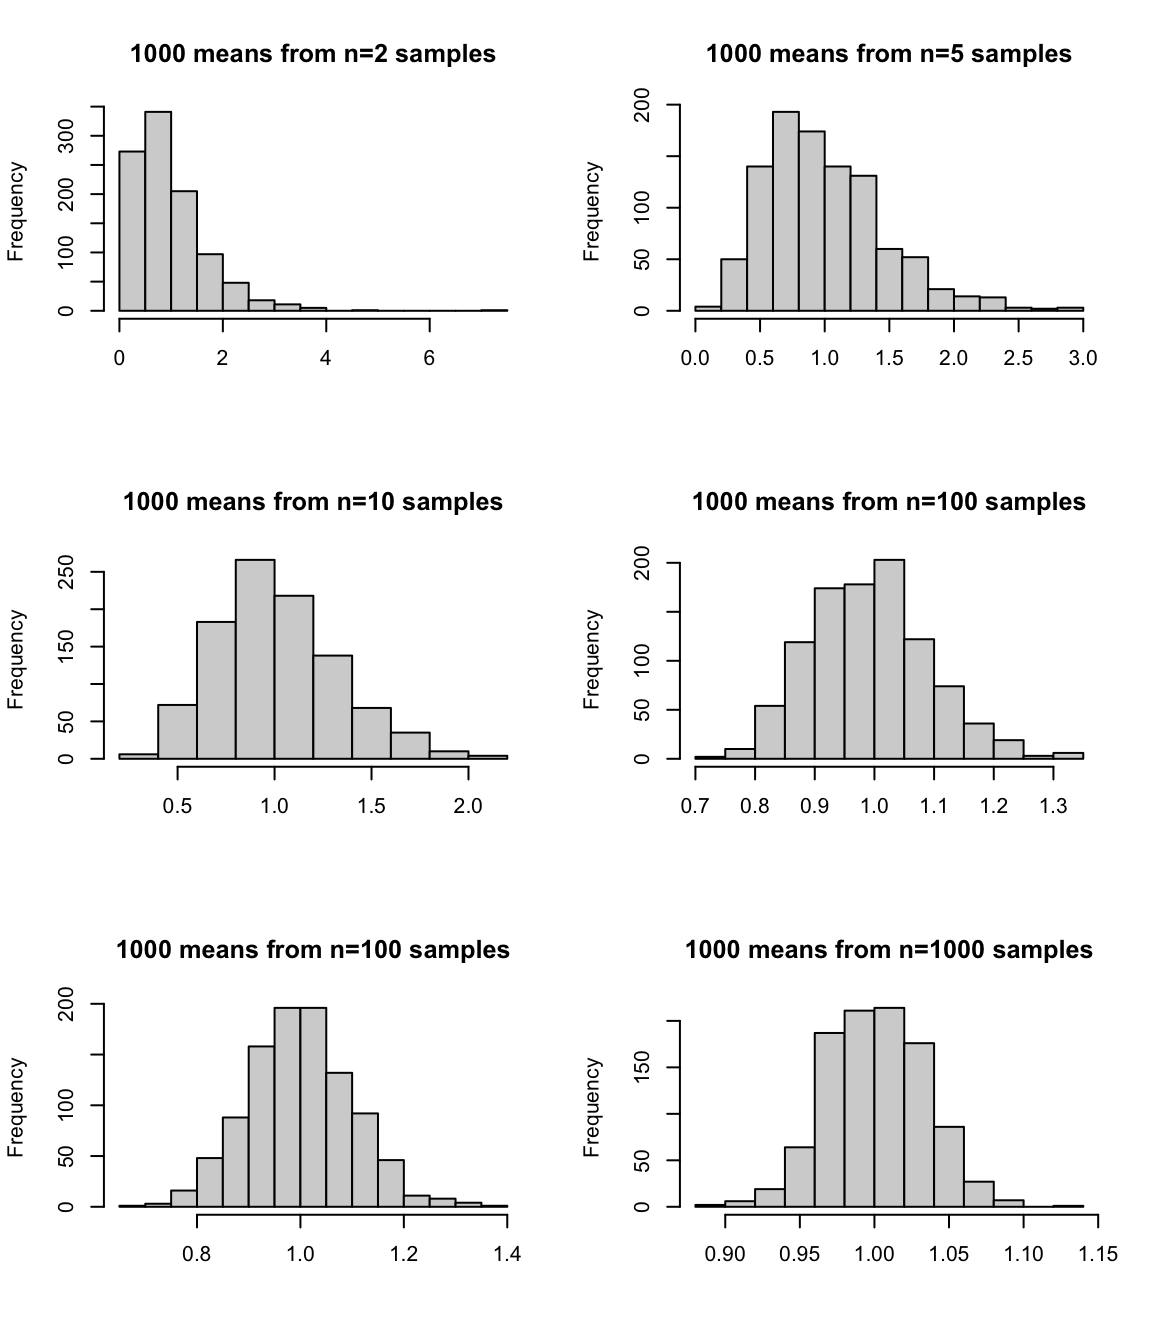 1000 means from n=2 samples
Frequency
0
100
200
300
0 2 4 6
1000 means from n=5 samples
Frequency
0
50
100
200
0.0 0.5 1.0 1.5 2.0 2.5 3.0
1000 means from n=10 samples
Frequency
0
50
150
250
0.5 1.0 1.5 2.0
1000 means from n=100 samples
Frequency
0
50
100
200
0.7 0.8 0.9 1.0 1.1 1.2 1.3
1000 means from n=100 samples
Frequency
0
50
100
200
0.8 1.0 1.2 1.4
1000 means from n=1000 samples
Frequency
0
50
150
0.90 0.95 1.00 1.05 1.10 1.15